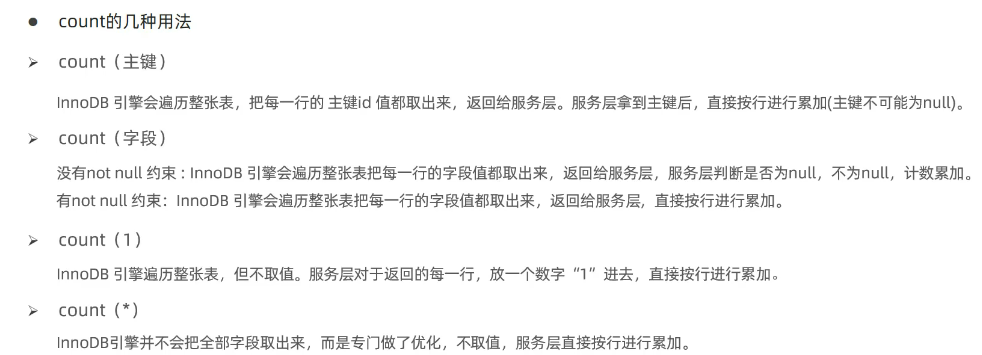 ● count的几种用法
➢ count（主键）
InnoDB 引擎会遍历整张表，把每一行的 主键id 值都取出来，返回给服务层。服务层拿到主键后，直接按行进行累加(主键不可能为null)。
➢ count（字段）
没有not null 约束 : InnoDB 引擎会遍历整张表把每一行的字段值都取出来，返回给服务层，服务层判断是否为null，不为null，计数累加。
有not null 约束：InnoDB 引擎会遍历整张表把每一行的字段值都取出来，返回给服务层，直接按行进行累加。
➢ count（1）
InnoDB 引擎遍历整张表，但不取值。服务层对于返回的每一行，放一个数字“1”进去，直接按行进行累加。
➢ count（*）
InnoDB引擎并不会把全部字段取出来，而是专门做了优化，不取值，服务层直接按行进行累加。